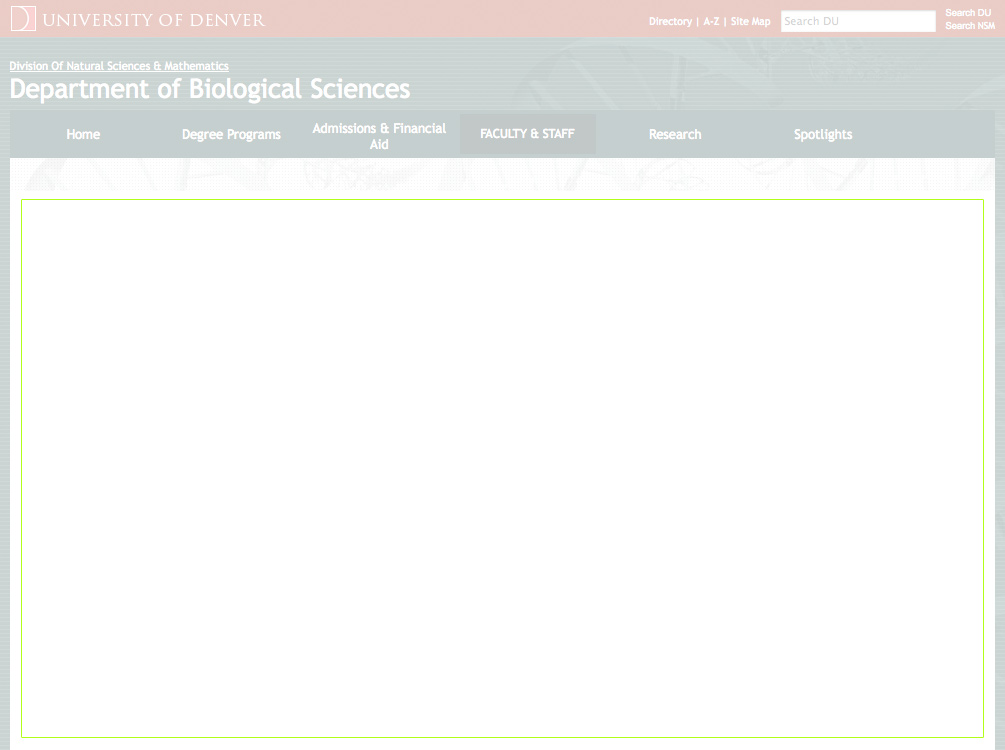 UNIVERSITY OF DENVER
Directory | A-Z | Site Map
Search DU
Search DU
Search NSM
Division Of Natural Sciences & Mathematics
Department of Biological Sciences
Home
Degree Programs
Admissions & Financial
Aid
FACULTY & STAFF
Research
Spotlights